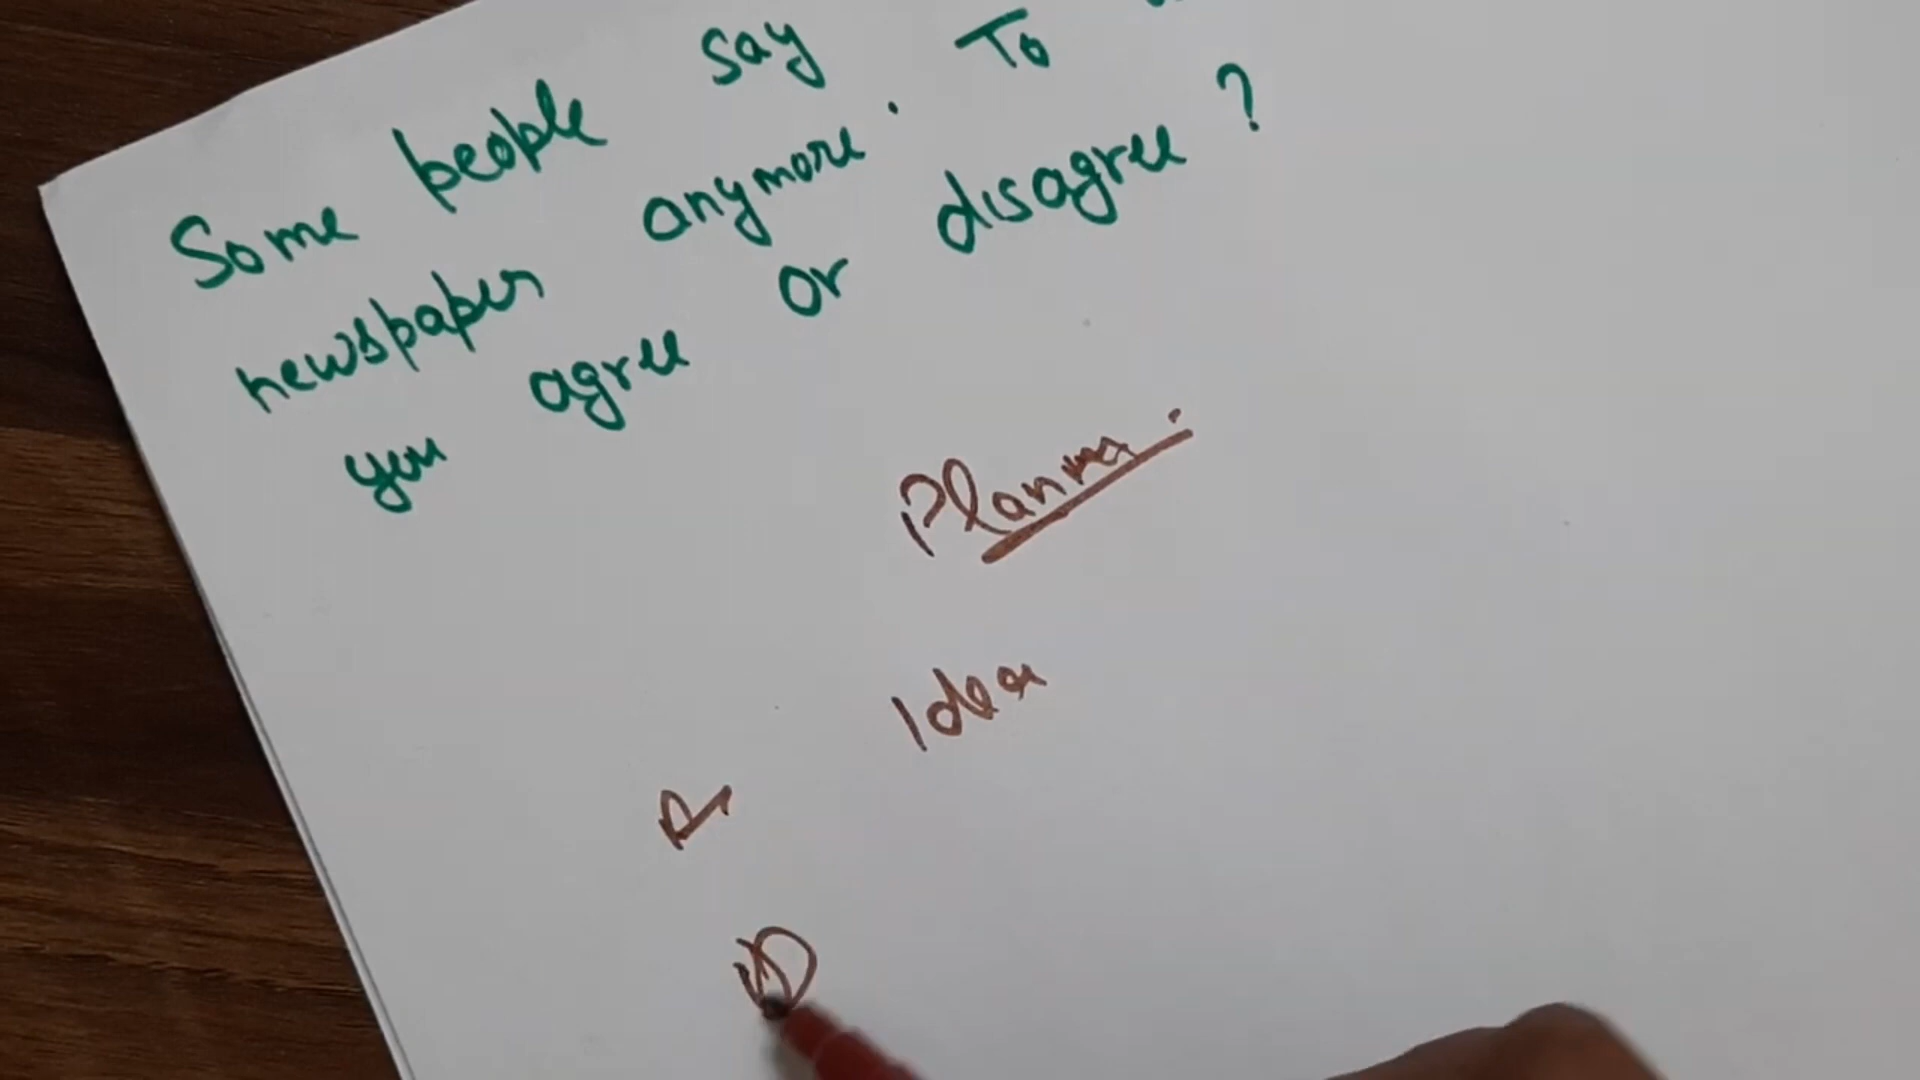 Some people say To
newspaper anymore.
you agree or disagree?
Planning.
Idea
A